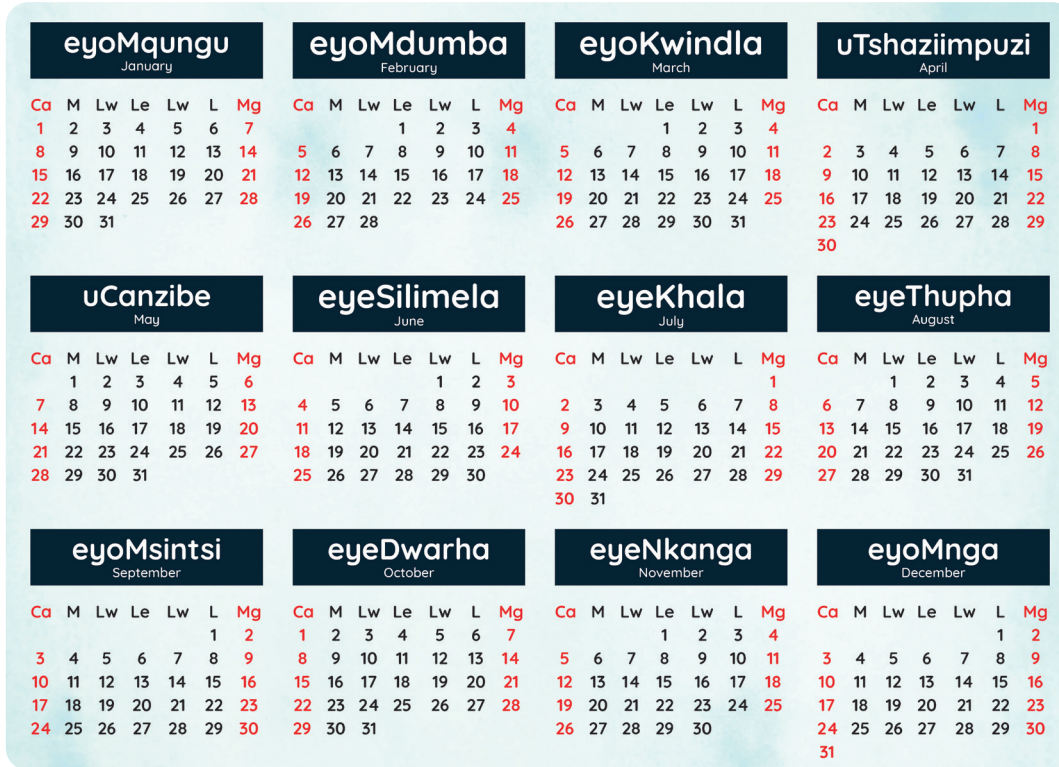 eyoMqungu
January
Ca M Lw Le Lw L Mg
1 2 3 4 5 6 7
8 9 10 11 12 13 14
15 16 17 18 19 20 21
22 23 24 25 26 27 28
29 30 31
eyoMdumba
February
Ca M Lw Le Lw L Mg
1 2 3 4
5 6 7 8 9 10 11
12 13 14 15 16 17 18
19 20 21 22 23 24 25
26 27 28
eyoKwindla
March
Ca M Lw Le Lw L Mg
1 2 3 4
5 6 7 8 9 10 11
12 13 14 15 16 17 18
19 20 21 22 23 24 25
26 27 28 29 30 31
uTshaziimpuzi
April
Ca M Lw Le Lw L Mg
1
2 3 4 5 6 7 8
9 10 11 12 13 14 15
16 17 18 19 20 21 22
23 24 25 26 27 28 29
30
uCanzibe
May
Ca M Lw Le Lw L Mg
1 2 3 4 5 6
7 8 9 10 11 12 13
14 15 16 17 18 19 20
21 22 23 24 25 26 27
28 29 30 31
eyeSilimela
June
Ca M Lw Le Lw L Mg
1 2 3
4 5 6 7 8 9 10
11 12 13 14 15 16 17
18 19 20 21 22 23 24
25 26 27 28 29 30
eyeKhala
July
Ca M Lw Le Lw L Mg
1
2 3 4 5 6 7 8
9 10 11 12 13 14 15
16 17 18 19 20 21 22
23 24 25 26 27 28 29
30 31
eyeThupha
August
Ca M Lw Le Lw L Mg
1 2 3 4 5
6 7 8 9 10 11 12
13 14 15 16 17 18 19
20 21 22 23 24 25 26
27 28 29 30 31
eyoMsintsi
September
Ca M Lw Le Lw L Mg
1 2
3 4 5 6 7 8 9
10 11 12 13 14 15 16
17 18 19 20 21 22 23
24 25 26 27 28 29 30
eyeDwarha
October
Ca M Lw Le Lw L Mg
1 2 3 4 5 6 7
8 9 10 11 12 13 14
15 16 17 18 19 20 21
22 23 24 25 26 27 28
29 30 31
eyeNkanga
November
Ca M Lw Le Lw L Mg
1 2 3 4
5 6 7 8 9 10 11
12 13 14 15 16 17 18
19 20 21 22 23 24 25
26 27 28 29 30
eyoMnga
December
Ca M Lw Le Lw L Mg
1 2
3 4 5 6 7 8 9
10 11 12 13 14 15 16
17 18 19 20 21 22 23
24 25 26 27 28 29 30
31